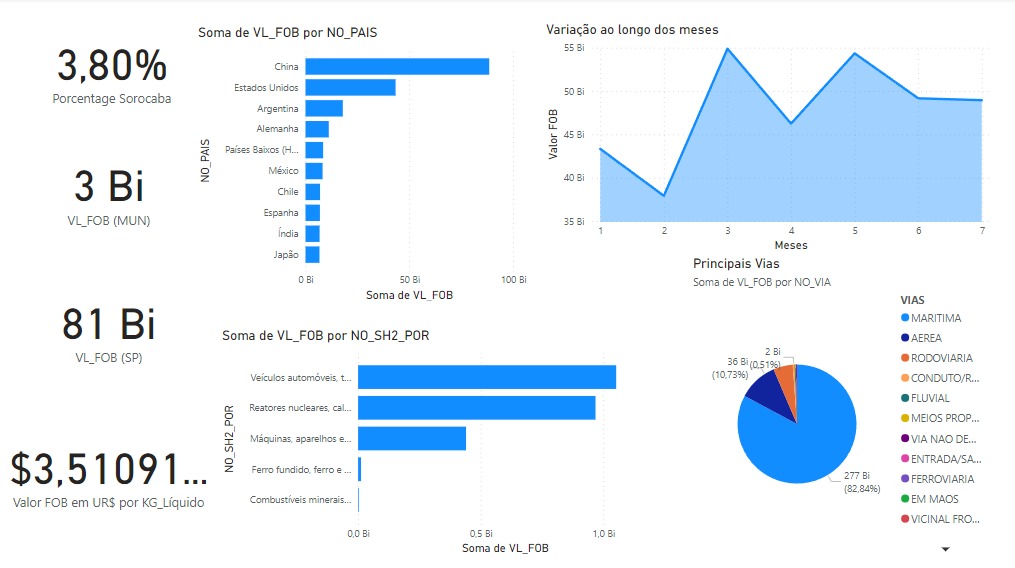 3,80%
Porcentage Sorocaba
3 Bi
VL_FOB (MUN)
81 Bi
VL_FOB (SP)
$3,51091...
Valor FOB em UR$ por KG_Líquido
Soma de VL_FOB por NO_PAIS
NO_PAIS
China
Estados Unidos
Argentina
Alemanha
Países Baixos (H...
México
Chile
Espanha
Índia
Japão
0 Bi
50 Bi
100 Bi
Soma de VL_FOB
Variação ao longo dos meses
Valor FOB
55 Bi
50 Bi
45 Bi
40 Bi
35 Bi
1
2
3
4
5
6
7
Meses
Soma de VL_FOB por NO_SH2_POR
NO_SH2_POR
Veículos automóveis, t...
Reatores nucleares, cal...
Máquinas, aparelhos e...
Ferro fundido, ferro e ...
Combustíveis minerais...
0,0 Bi
0,5 Bi
1,0 Bi
Soma de VL_FOB
Principais Vias
Soma de VL_FOB por NO_VIA
2 Bi
(0,51%)
36 Bi
(10,73%)
277 Bi
(82,84%)
VIAS
MARITIMA
AEREA
RODOVIARIA
CONDUTO/R...
FLUVIAL
MEIOS PROP...
VIA NAO DE...
ENTRADA/SA...
FERROVIARIA
EM MAOS
VICINAL FRO...